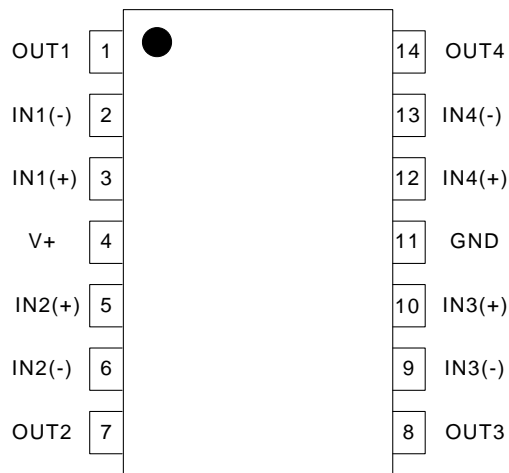 OUT1 1 14 OUT4
IN1(-) 2 13 IN4(-)
IN1(+) 3 12 IN4(+)
V+ 4 11 GND
IN2(+) 5 10 IN3(+)
IN2(-) 6 9 IN3(-)
OUT2 7 8 OUT3